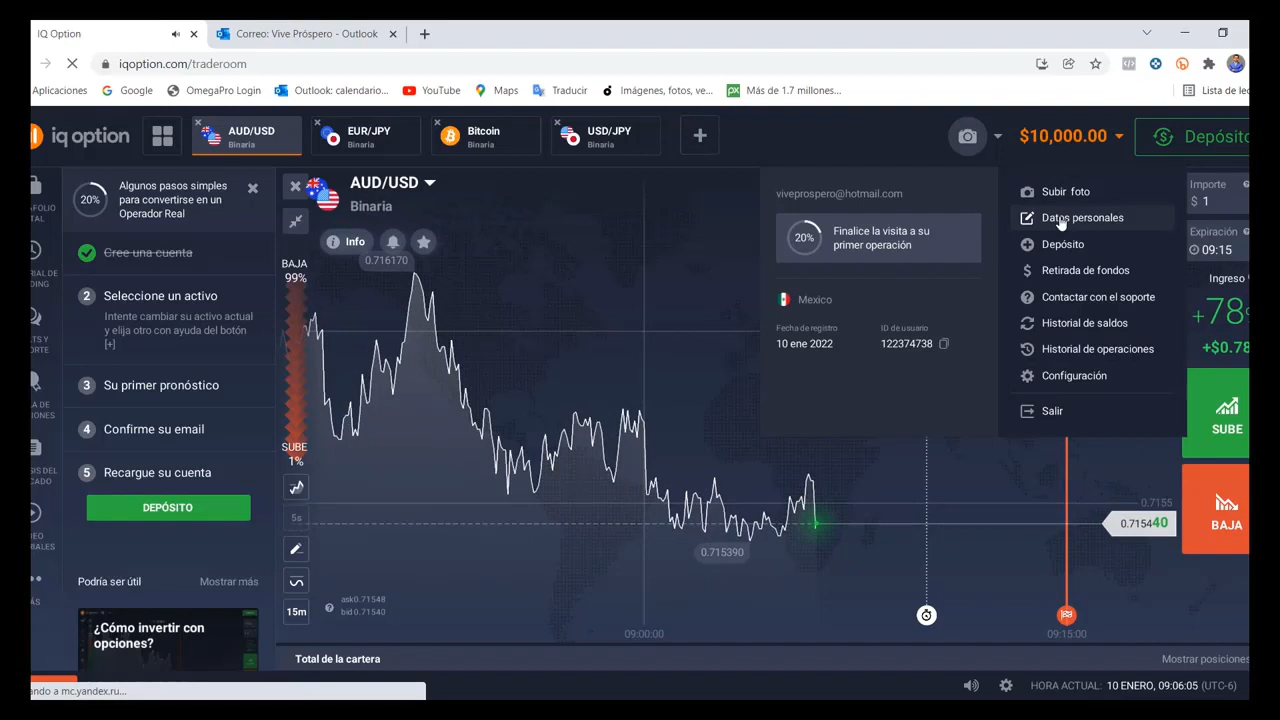 IQ Option
Correo: Vive Próspero - Outlook
iqoption.com/traderoom
Aplicaciones
Google
OmegaPro Login
Outlook: calendario...
YouTube
Maps
Traducir
Imágenes, fotos, ve...
Más de 1.7 millones...
Lista de lec
iq option
AUD/USD
Binaria
EUR/JPY
Binaria
Bitcoin
Binaria
USD/JPY
Binaria
$10,000.00
Depósito
20%
Algunos pasos simples
para convertirse en un
Operador Real
Cree una cuenta
2 Seleccione un activo
Intente cambiar su activo actual
y elija otro con ayuda del botón
[+]
3 Su primer pronóstico
4 Confirme su email
5 Recargue su cuenta
DEPÓSITO
Podría ser útil
Mostrar más
¿Cómo invertir con
opciones?
ando a mc.yandex.ru...
AUD/USD
Binaria
Info
0.716170
BAJA
99%
SUBE
1%
5s
15m
ask0.71548
bid 0.71540
0.715390
09:00:00
09:15:00
0.7155
0.715440
viveprospero@hotmail.com
20%
Finalice la visita a su
primer operación
Mexico
Fecha de registro
10 ene 2022
ID de usuario
122374738
Subir foto
Datos personales
Depósito
Retirada de fondos
Contactar con el soporte
Historial de saldos
Historial de operaciones
Configuración
Salir
Importe
$ 1
Expiración
09:15
Ingreso
+78
+$0.78
SUBE
BAJA
Total de la cartera
Mostrar posiciones
HORA ACTUAL: 10 ENERO, 09:06:05 (UTC-6)